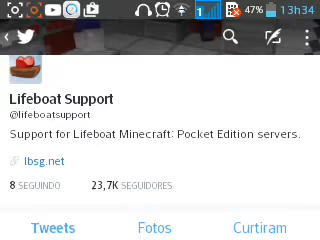 47% 13h34
Lifeboat Support
@lifeboatsupport
Support for Lifeboat Minecraft: Pocket Edition servers.
lbsg.net
8 SEGUINDO 23,7K SEGUIDORES
Tweets Fotos Curtiram